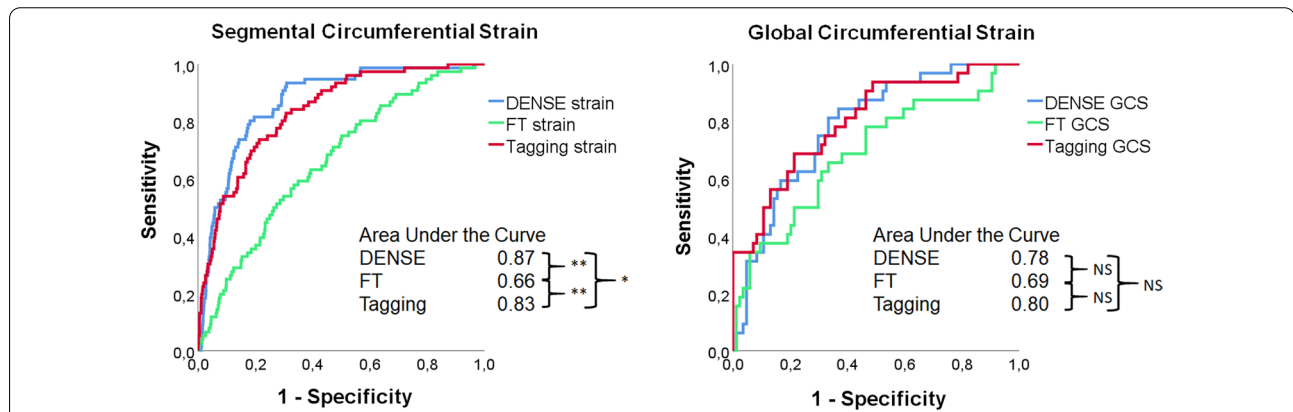 Segmental Circumferential Strain
1,0
0,8
0,6
0,4
0,2
0,0
Sensitivity
DENSE strain
FT strain
Tagging strain
Area Under the Curve
DENSE 0.87
FT 0.66
Tagging 0.83
**
**
*
0,0 0,2 0,4 0,6 0,8 1,0
1 - Specificity
Global Circumferential Strain
1,0
0,8
0,6
0,4
0,2
0,0
Sensitivity
DENSE GCS
FT GCS
Tagging GCS
Area Under the Curve
DENSE 0.78
FT 0.69
Tagging 0.80
NS
NS
NS
0,0 0,2 0,4 0,6 0,8 1,0
1 - Specificity